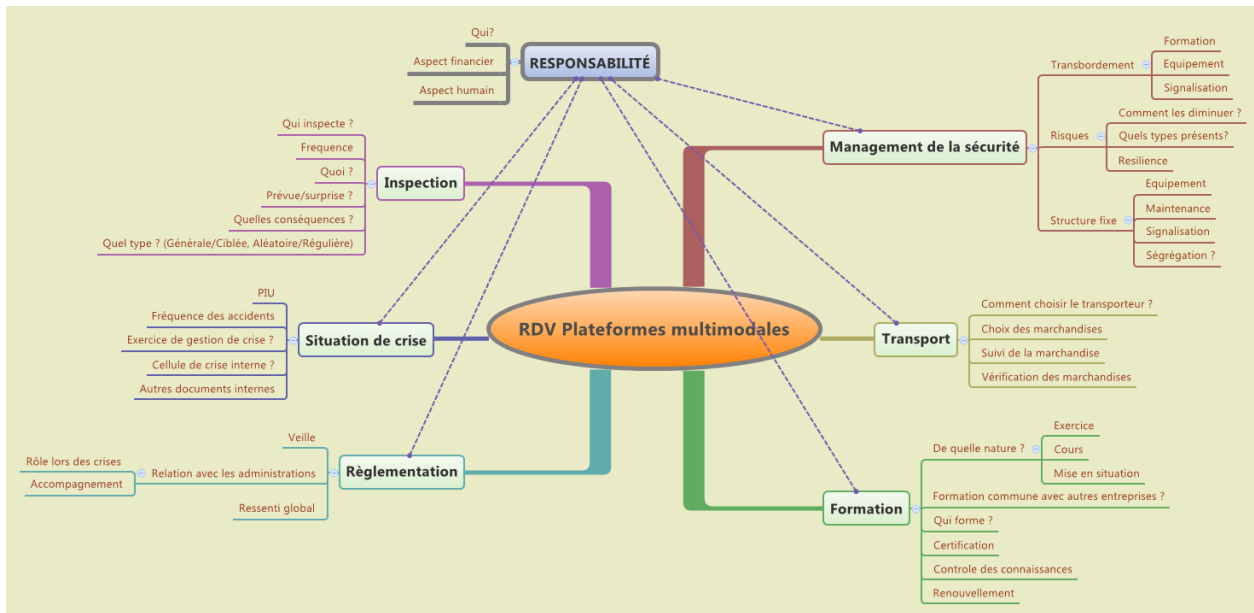 RDV Plateformes multimodales
RESPONSABILITÉ
Qui?
Aspect financier
Aspect humain
Inspection
Qui inspecte ?
Frequence
Quoi ?
Prévue/surprise ?
Quelles conséquences ?
Quel type ? (Générale/Ciblée, Aléatoire/Régulière)
Situation de crise
PIU
Fréquence des accidents
Exercice de gestion de crise ?
Cellule de crise interne ?
Autres documents internes
Règlementation
Veille
Relation avec les administrations
Rôle lors des crises
Accompagnement
Ressenti global
Management de la sécurité
Transbordement
Formation
Equipement
Signalisation
Risques
Comment les diminuer ?
Quels types présents?
Resilience
Structure fixe
Equipement
Maintenance
Signalisation
Ségrégation ?
Transport
Comment choisir le transporteur ?
Choix des marchandises
Suivi de la marchandise
Vérification des marchandises
Formation
De quelle nature ?
Exercice
Cours
Mise en situation
Formation commune avec autres entreprises ?
Qui forme ?
Certification
Controle des connaissances
Renouvellement